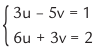 3u – 5v = 1
6u + 3v = 2